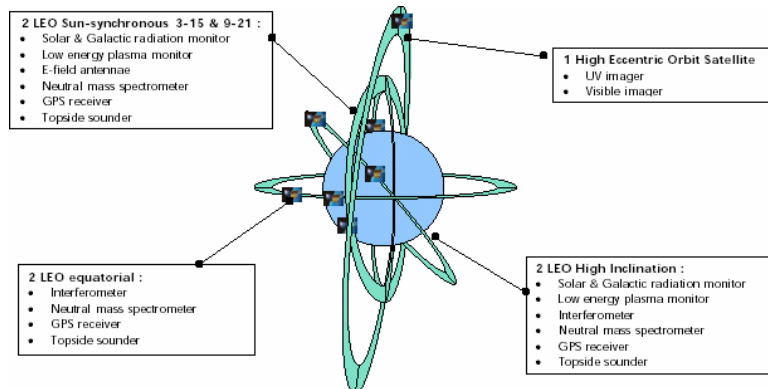 2 LEO Sun-synchronous 3-15 & 9-21 :
• Solar & Galactic radiation monitor
• Low energy plasma monitor
• E-field antennae
• Neutral mass spectrometer
• GPS receiver
• Topside sounder
1 High Eccentric Orbit Satellite
• UV imager
• Visible imager
2 LEO equatorial :
• Interferometer
• Neutral mass spectrometer
• GPS receiver
• Topside sounder
2 LEO High Inclination :
• Solar & Galactic radiation monitor
• Low energy plasma monitor
• Interferometer
• Neutral mass spectrometer
• GPS receiver
• Topside sounder